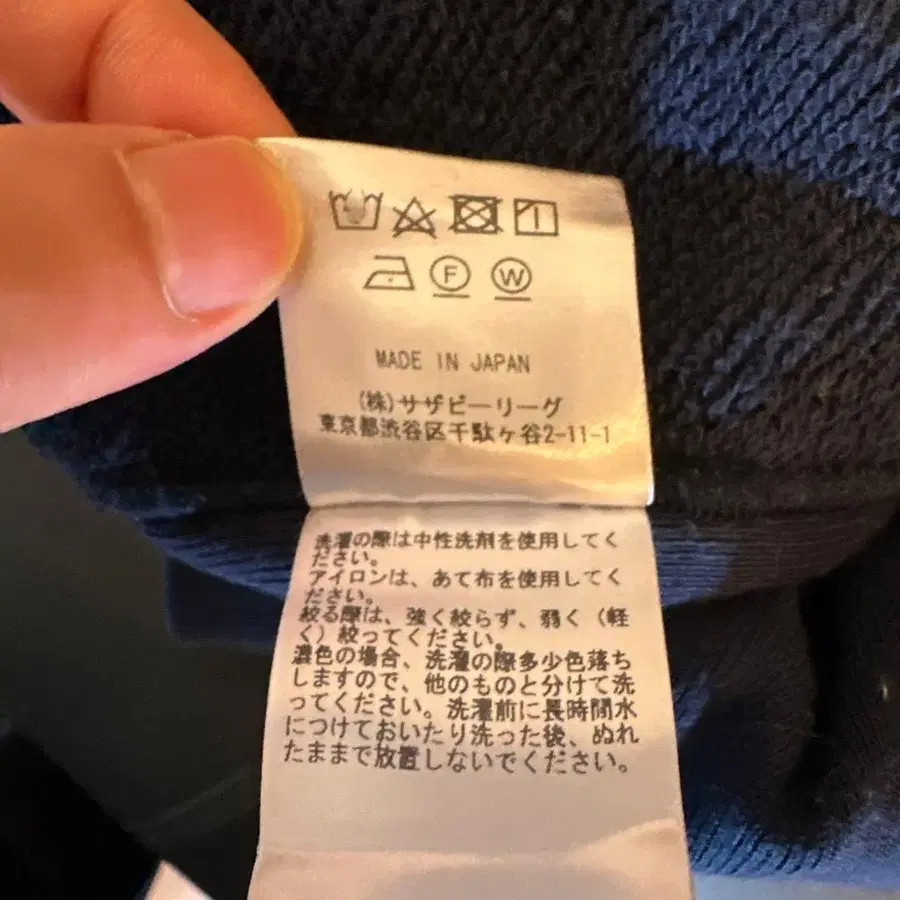 F W
MADE IN JAPAN
(株)サザビーリーグ
東京都渋谷区千駄ヶ谷2-11-1
洗濯の際は中性洗剤を使用してく
ださい。
アイロンは、あて布を使用してく
ださい。
絞る際は、強く絞らず、弱く（軽
く）絞ってください。
濃色の場合、洗濯の際多少色落ち
しますので、他のものと分けて洗
ってください。洗濯前に長時間水
につけておいたり洗った後、ぬれ
たままで放置しないでください。